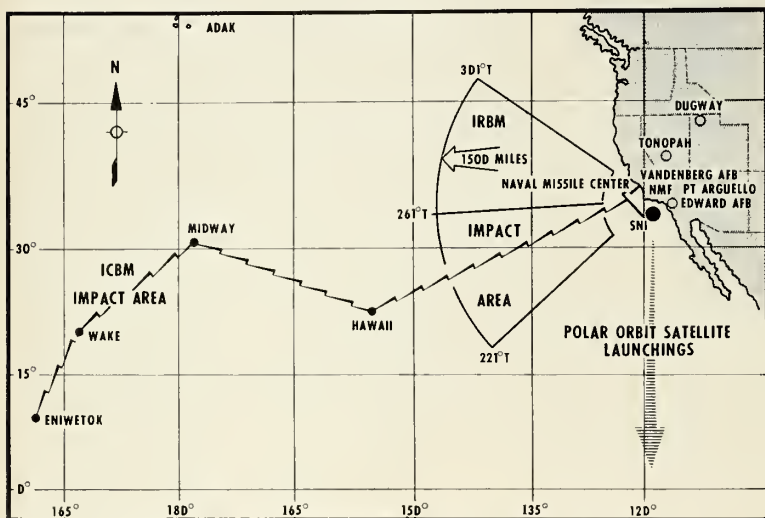 ADAK
N
301°T
45°
IRBM
DUGWAY
TONOPAH
1500 MILES
VANDENBERG AFB
NAVAL MISSILE CENTER
NMF PT ARGUELLO
EDWARD AFB
261°T
SNI
IMPACT
MIDWAY
30°
ICBM
IMPACT AREA
AREA
HAWAII
WAKE
POLAR ORBIT SATELLITE
LAUNCHINGS
221°T
15°
ENIWETOK
0°
165°
180°
165°
150°
135°
120°